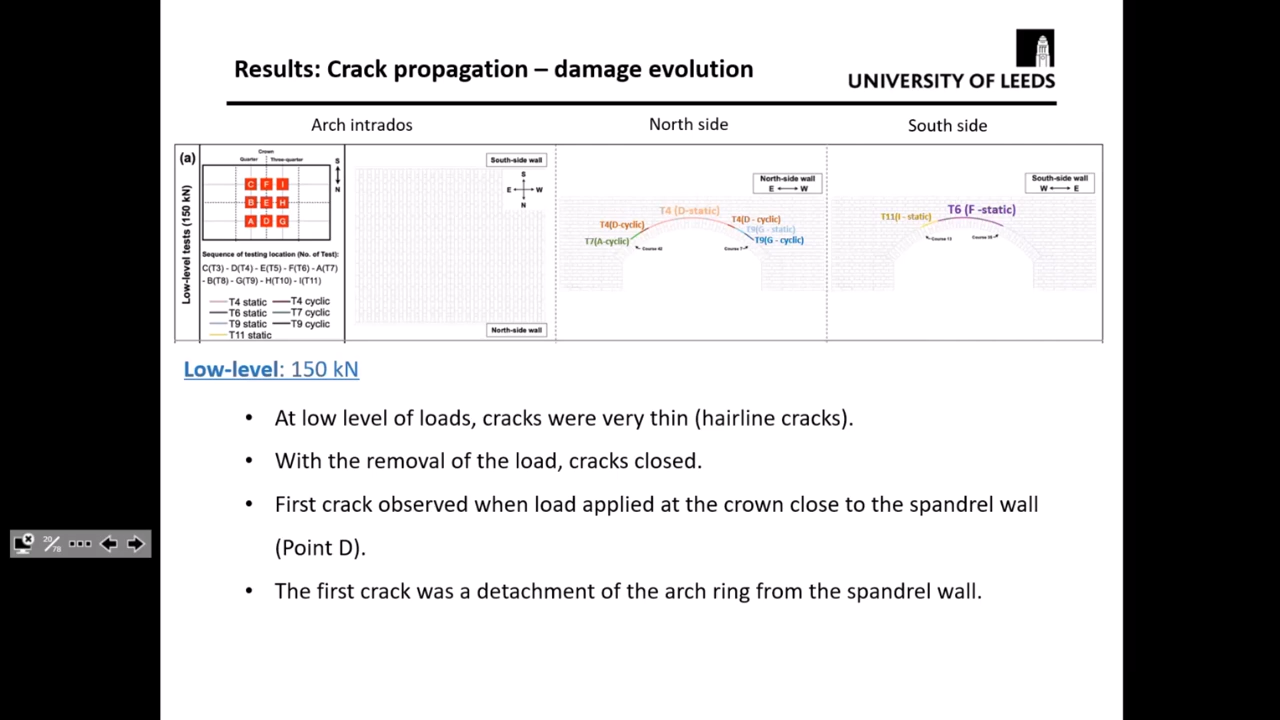 Results: Crack propagation – damage evolution
UNIVERSITY OF LEEDS
Arch intrados
North side
South side
(a)
Low-level tests (150 kN)
Crown
Quarter
Three-quarter
S
N
C F I
B E H
A D G
Sequence of testing location (No. of Test):
C(T3) - D(T4) - E(T5) - F(T6) - A(T7)
- B(T8) - G(T9) - H(T10) - I(T11)
T4 static
T4 cyclic
T6 static
T7 cyclic
T9 static
T9 cyclic
T11 static
South-side wall
S
E W
N
North-side wall
North-side wall
E W
T4 (D-static)
T4(D-cyclic)
T4(D - cyclic)
T9(G - static)
T7(A-cyclic)
T9(G - cyclic)
Course 7
South-side wall
W E
T11(I - static)
T6 (F -static)
Low-level: 150 kN
• At low level of loads, cracks were very thin (hairline cracks).
• With the removal of the load, cracks closed.
• First crack observed when load applied at the crown close to the spandrel wall
(Point D).
• The first crack was a detachment of the arch ring from the spandrel wall.
20/78